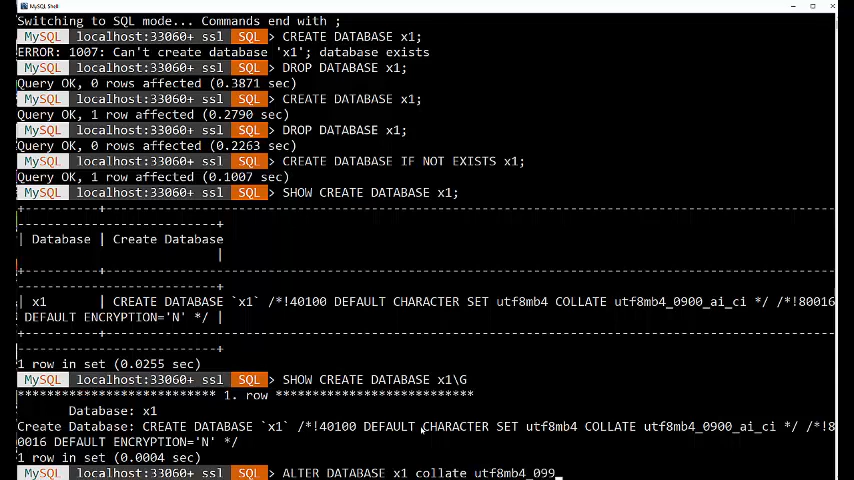 MySQL Shell
Switching to SQL mode... Commands end with ;
MySQL localhost:33060+ ssl SQL > CREATE DATABASE x1;
ERROR: 1007: Can't create database 'x1'; database exists
MySQL localhost:33060+ ssl SQL > DROP DATABASE x1;
Query OK, 0 rows affected (0.3871 sec)
MySQL localhost:33060+ ssl SQL > CREATE DATABASE x1;
Query OK, 1 row affected (0.2790 sec)
MySQL localhost:33060+ ssl SQL > DROP DATABASE x1;
Query OK, 0 rows affected (0.2263 sec)
MySQL localhost:33060+ ssl SQL > CREATE DATABASE IF NOT EXISTS x1;
Query OK, 1 row affected (0.1007 sec)
MySQL localhost:33060+ ssl SQL > SHOW CREATE DATABASE x1;
| Database | Create Database
|
| x1 | CREATE DATABASE `x1` /*!40100 DEFAULT CHARACTER SET utf8mb4 COLLATE utf8mb4_0900_ai_ci */ /*!80016
DEFAULT ENCRYPTION='N' */ |
1 row in set (0.0255 sec)
MySQL localhost:33060+ ssl SQL > SHOW CREATE DATABASE x1\G
*************************** 1. row ***************************
Database: x1
Create Database: CREATE DATABASE `x1` /*!40100 DEFAULT CHARACTER SET utf8mb4 COLLATE utf8mb4_0900_ai_ci */ /*!8
0016 DEFAULT ENCRYPTION='N' */
1 row in set (0.0004 sec)
MySQL localhost:33060+ ssl SQL > ALTER DATABASE x1 collate utf8mb4_099_